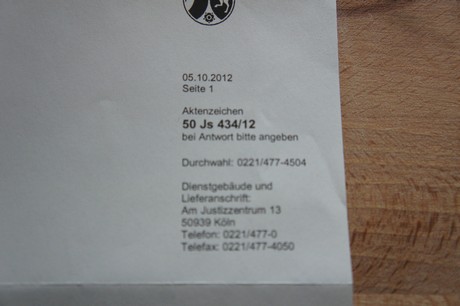 05.10.2012
Seite 1
Aktenzeichen
50 Js 434/12
bei Antwort bitte angeben
Durchwahl: 0221/477-4504
Dienstgebäude und
Lieferanschrift:
Am Justizzentrum 13
50939 Köln
Telefon: 0221/477-0
Telefax: 0221/477-4050